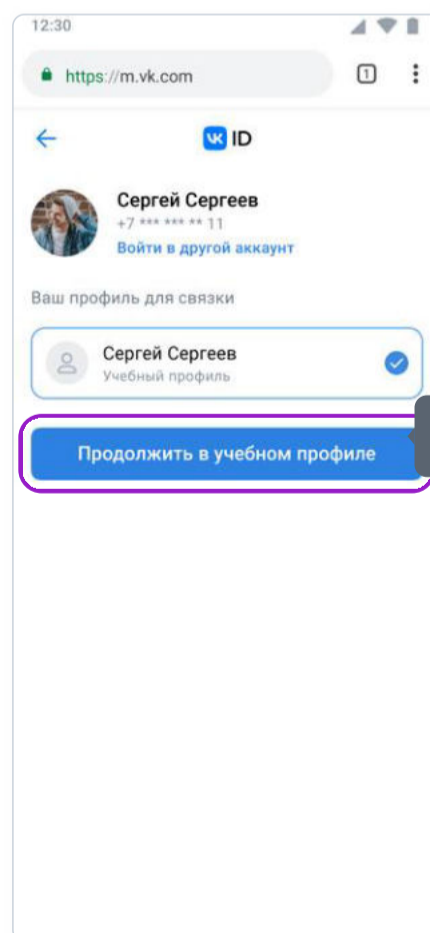 12:30
https://m.vk.com
1
VK ID
Сергей Сергеев
+7 *** *** ** 11
Войти в другой аккаунт
Ваш профиль для связки
Сергей Сергеев
Учебный профиль
Продолжить в учебном профиле